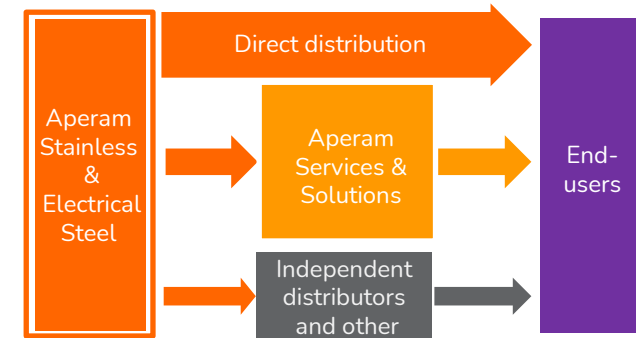 Direct distribution
Aperam
Stainless
&
Electrical
Steel
Aperam
Services &
Solutions
End-
users
Independent
distributors
and other